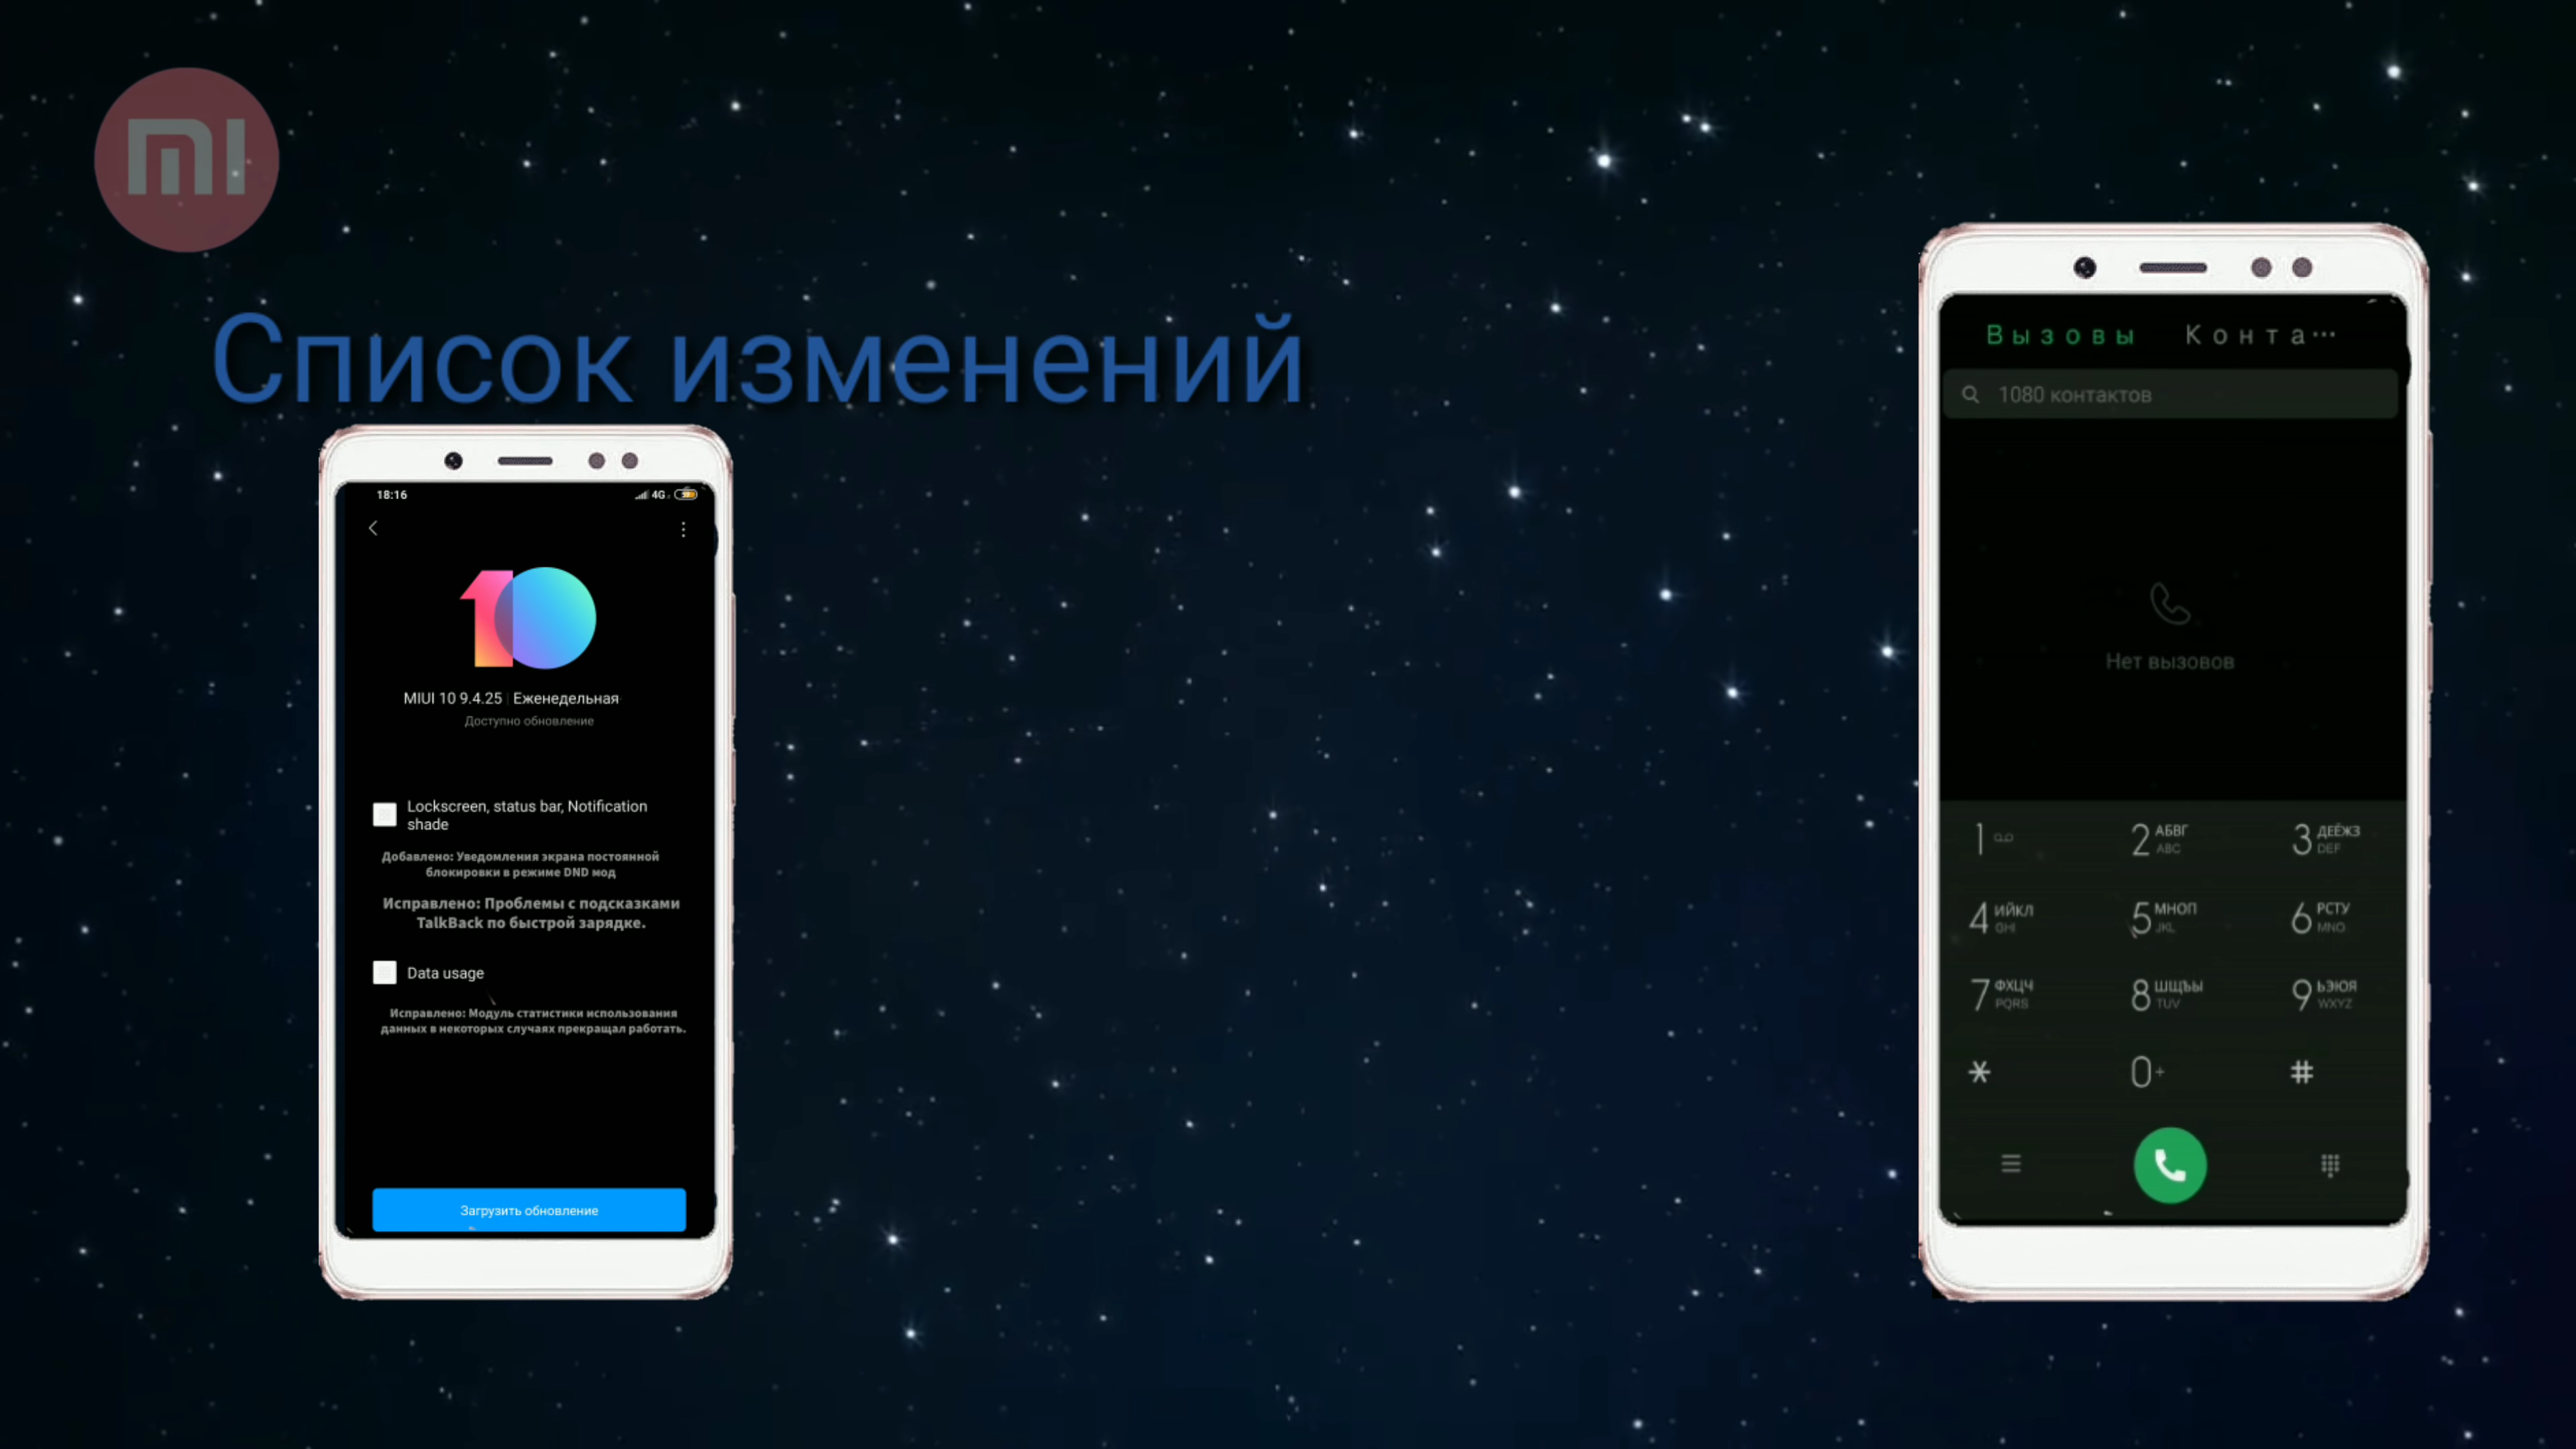 MI
Список изменений
18:16
4G
MIUI 10 9.4.25 | Еженедельная
Доступно обновление
Lockscreen, status bar, Notification
shade
Добавлено: Уведомления экрана постоянной
блокировки в режиме DND мод
Исправлено: Проблемы с подсказками
TalkBack по быстрой зарядке.
Data usage
Исправлено: Модуль статистики использования
данных в некоторых случаях прекращал работать.
Загрузить обновление
Вызовы Конта...
1080 контактов
Нет вызовов
1 2 АБВГ ABC 3 ДЕЁЖЗ DEF
4 ИЙКЛ GHI 5 МНОП JKL 6 РСТУ MNO
7 ФХЦЧ PQRS 8 ШЩЪЫ TUV 9 ЬЭЮЯ WXYZ
* 0+ #